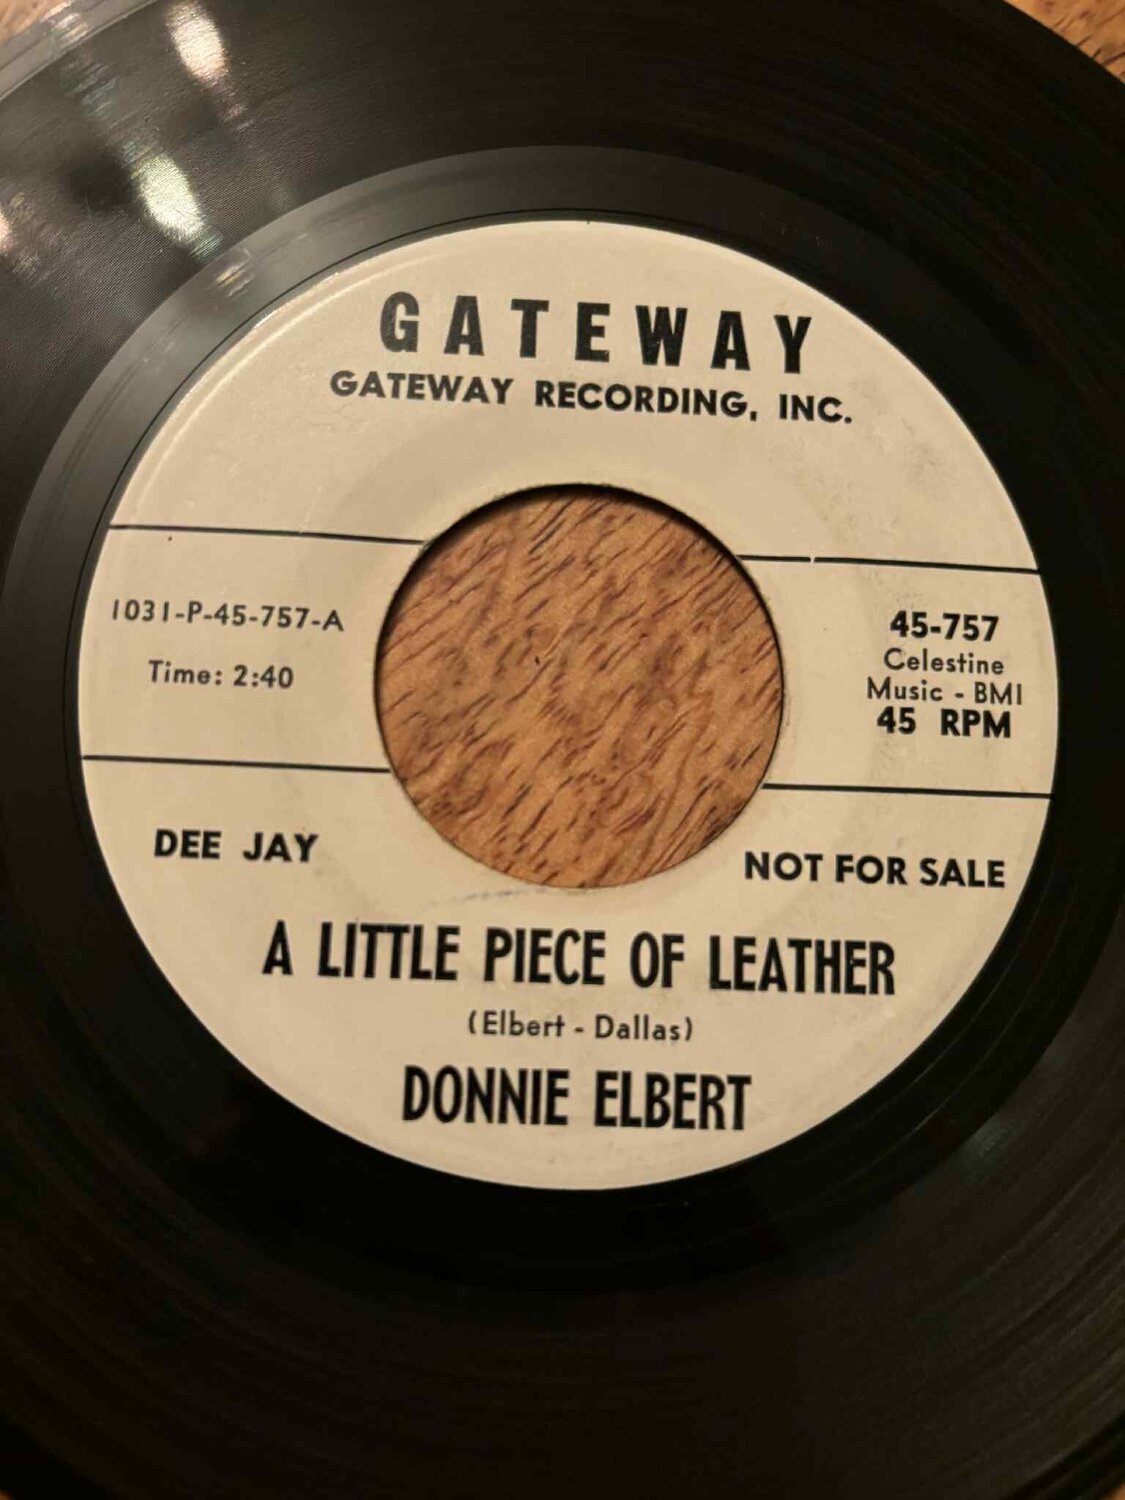 GATEWAY
GATEWAY RECORDING, INC.
1031-P-45-757-A
Time: 2:40
45-757
Celestine
Music - BMI
45 RPM
DEE JAY
NOT FOR SALE
A LITTLE PIECE OF LEATHER
(Elbert - Dallas)
DONNIE ELBERT